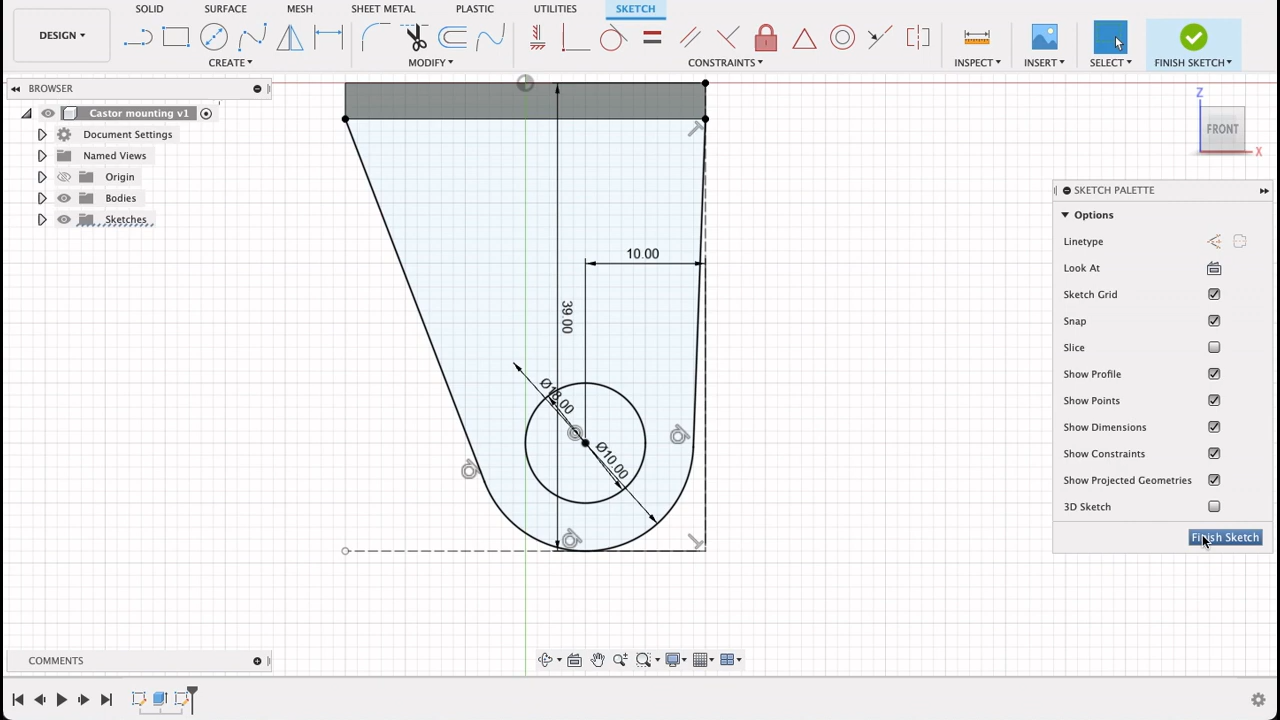 SOLID SURFACE MESH SHEET METAL PLASTIC UTILITIES SKETCH
DESIGN
CREATE MODIFY CONSTRAINTS INSPECT INSERT SELECT FINISH SKETCH
BROWSER
Castor mounting v1
Document Settings
Named Views
Origin
Bodies
Sketches
Z
FRONT
X
10.00
39.00
Ø18.00
Ø10.00
SKETCH PALETTE
Options
Linetype
Look At
Sketch Grid
Snap
Slice
Show Profile
Show Points
Show Dimensions
Show Constraints
Show Projected Geometries
3D Sketch
Finish Sketch
COMMENTS